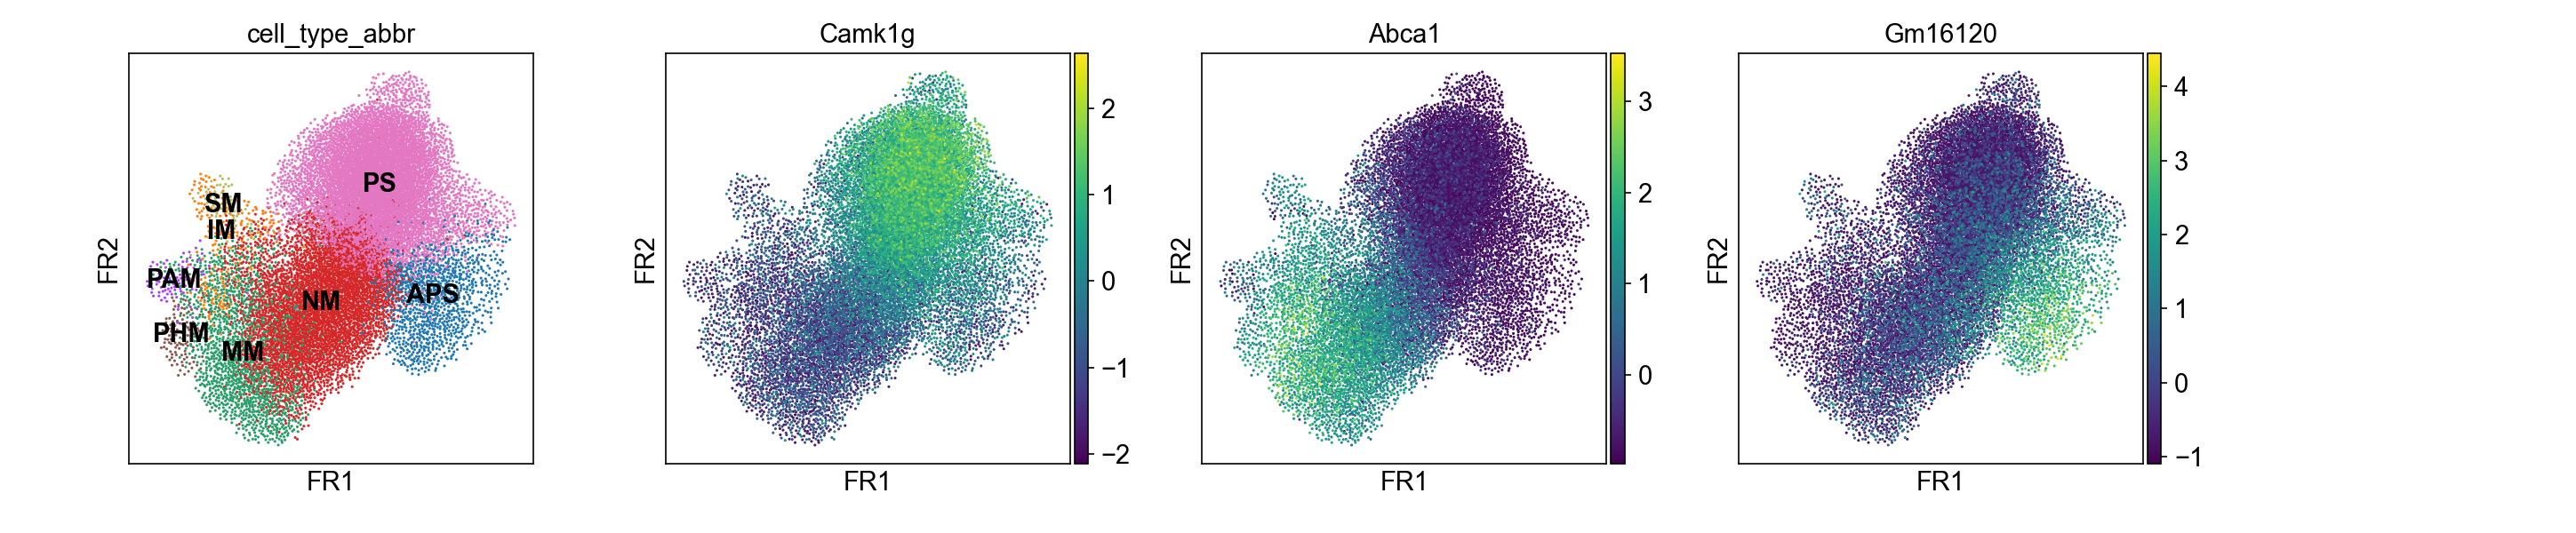 cell_type_abbr
FR2
PS
SM
IM
PAM
NM
APS
PHM
MM
FR1
Camk1g
FR2
2
1
0
−1
−2
FR1
Abca1
FR2
3
2
1
0
FR1
Gm16120
FR2
4
3
2
1
0
−1
FR1